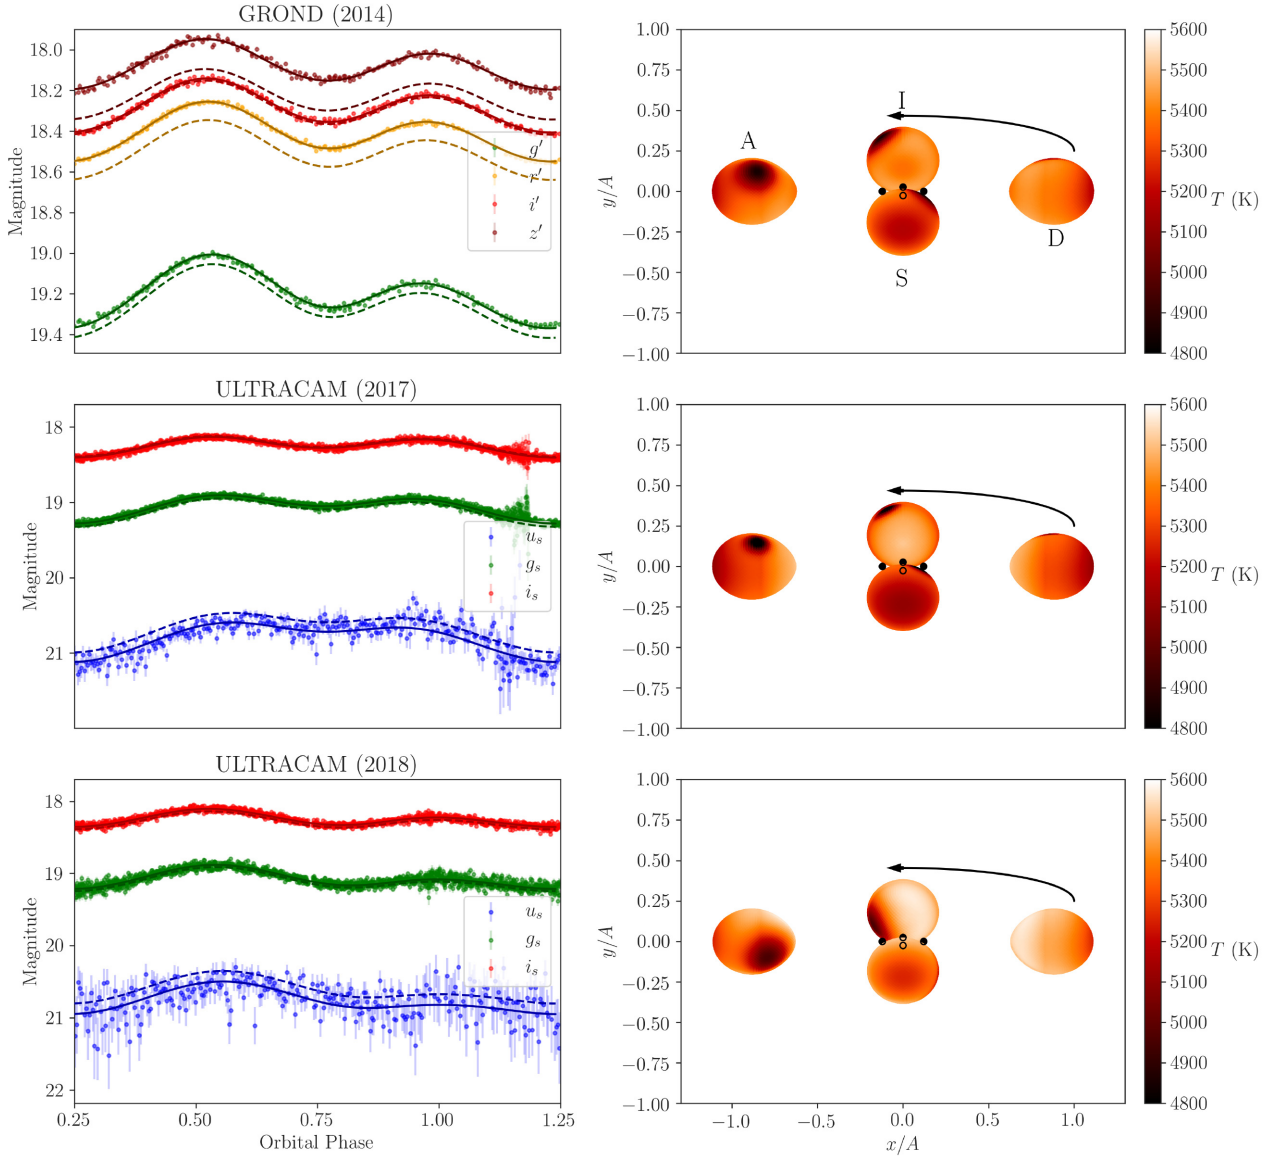 GROND (2014)
18.0
18.2
18.4
18.6
18.8
19.0
19.2
19.4
Magnitude
g′
r′
i′
z′
1.00
0.75
0.50
0.25
0.00
−0.25
−0.50
−0.75
−1.00
y/A
A
I
S
D
5600
5500
5400
5300
5200
5100
5000
4900
4800
T (K)
ULTRACAM (2017)
17
18
19
20
21
Magnitude
u_s
g_s
i_s
1.00
0.75
0.50
0.25
0.00
−0.25
−0.50
−0.75
−1.00
y/A
5600
5500
5400
5300
5200
5100
5000
4900
4800
T (K)
ULTRACAM (2018)
17
18
19
20
21
22
Magnitude
u_s
g_s
i_s
0.25
0.50
0.75
1.00
1.25
Orbital Phase
1.00
0.75
0.50
0.25
0.00
−0.25
−0.50
−0.75
−1.00
y/A
−1.0
−0.5
0.0
0.5
1.0
x/A
5600
5500
5400
5300
5200
5100
5000
4900
4800
T (K)